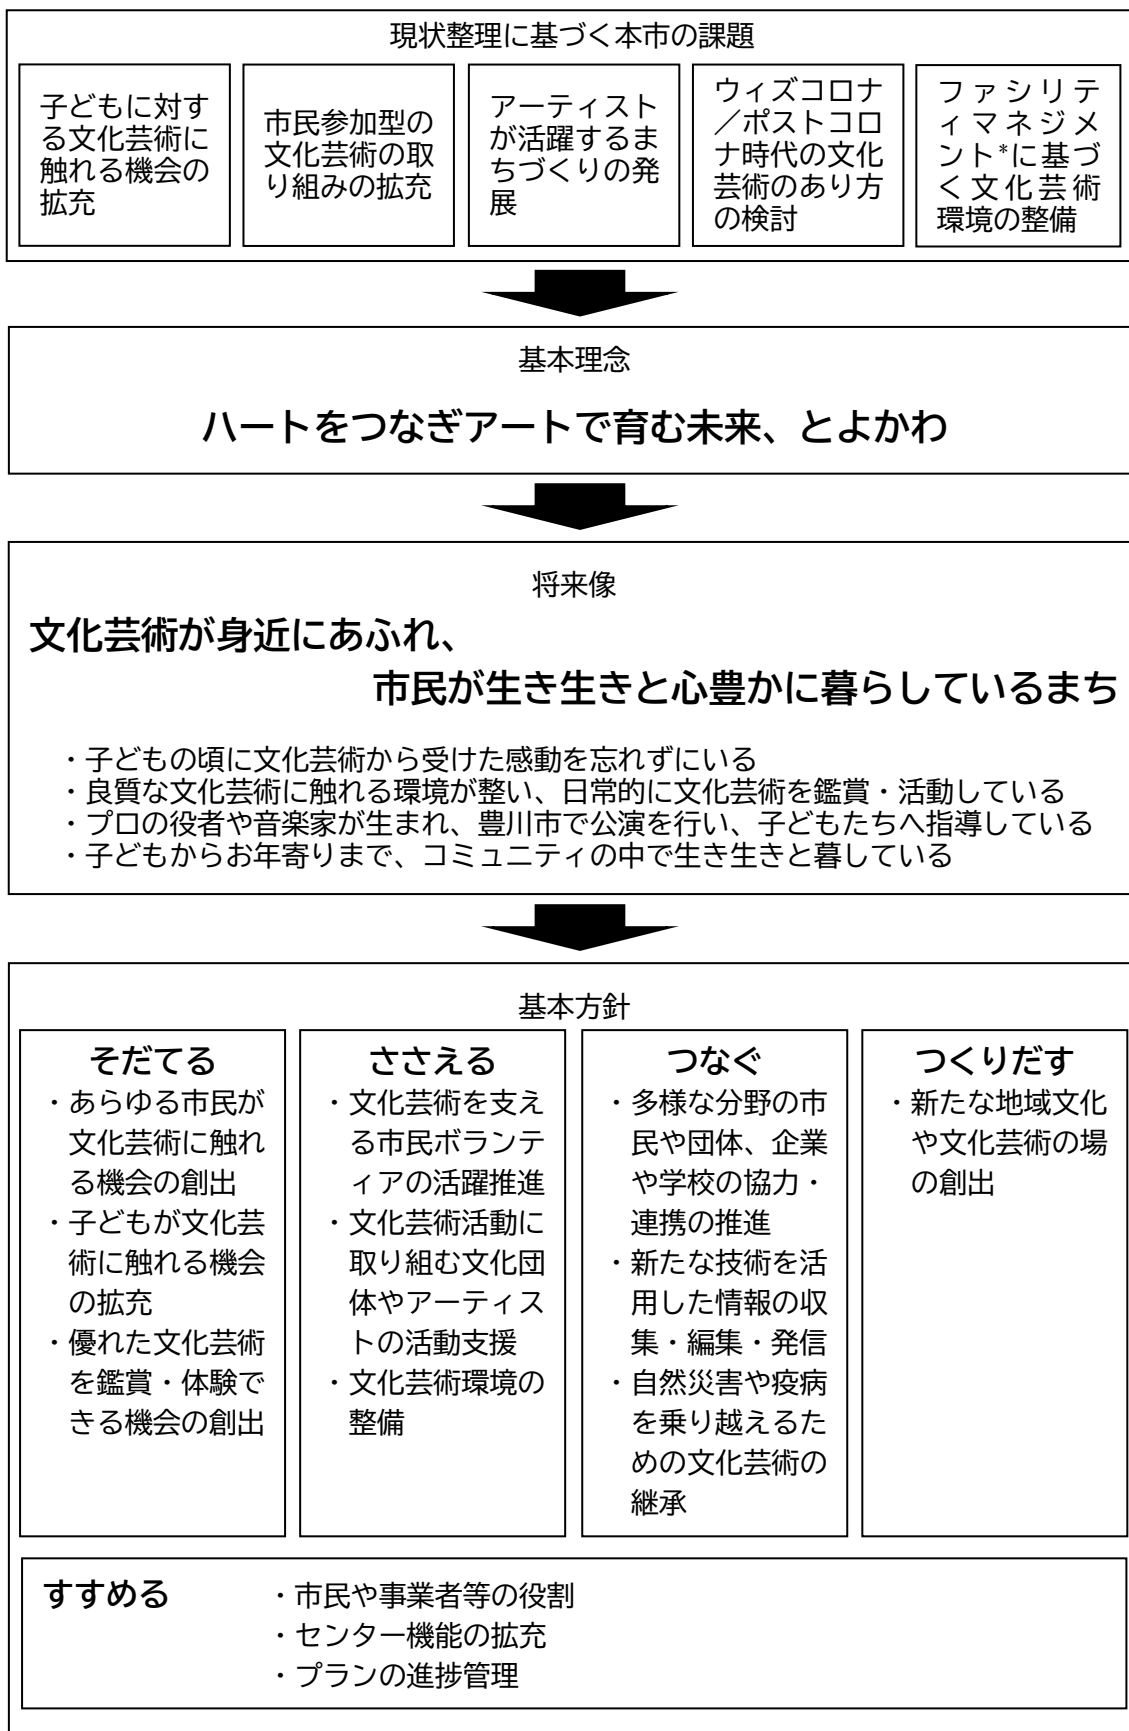 現状整理に基づく本市の課題
子どもに対す
る文化芸術に
触れる機会の
拡充
市民参加型の
文化芸術の取
り組みの拡充
アーティスト
が活躍するま
ちづくりの発
展
ウィズコロナ
／ポストコロ
ナ時代の文化
芸術のあり方
の検討
ファシリテ
ィマネジメ
ント*に基づ
く文化芸術
環境の整備
基本理念
ハートをつなぎアートで育む未来、とよかわ
将来像
文化芸術が身近にあふれ、
市民が生き生きと心豊かに暮らしているまち
・子どもの頃に文化芸術から受けた感動を忘れずにいる
・良質な文化芸術に触れる環境が整い、日常的に文化芸術を鑑賞・活動している
・プロの役者や音楽家が生まれ、豊川市で公演を行い、子どもたちへ指導している
・子どもからお年寄りまで、コミュニティの中で生き生きと暮している
基本方針
そだてる
・あらゆる市民が
文化芸術に触れ
る機会の創出
・子どもが文化芸
術に触れる機会
の拡充
・優れた文化芸術
を鑑賞・体験で
きる機会の創出
ささえる
・文化芸術を支え
る市民ボランテ
ィアの活躍推進
・文化芸術活動に
取り組む文化団
体やアーティス
トの活動支援
・文化芸術環境の
整備
つなぐ
・多様な分野の市
民や団体、企業
や学校の協力・
連携の推進
・新たな技術を活
用した情報の収
集・編集・発信
・自然災害や疫病
を乗り越えるた
めの文化芸術の
継承
つくりだす
・新たな地域文化
や文化芸術の場
の創出
すすめる
・市民や事業者等の役割
・センター機能の拡充
・プランの進捗管理